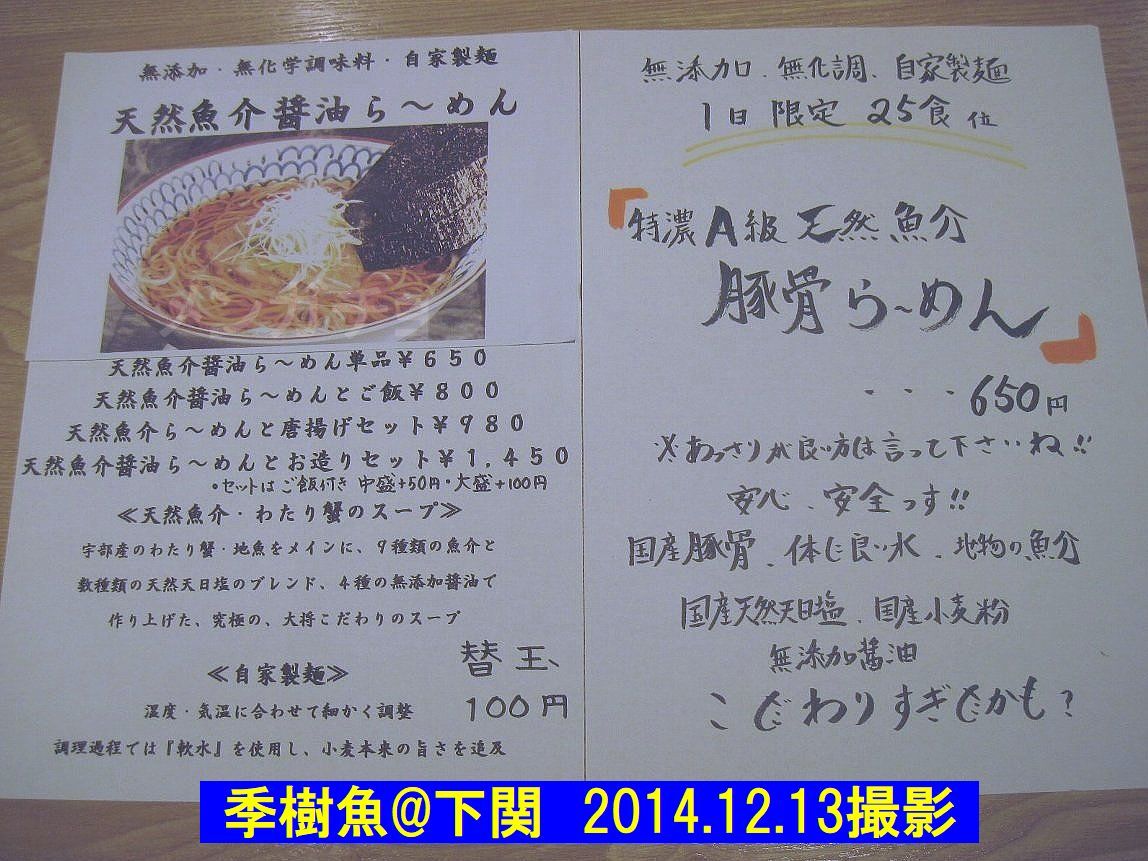 無添加・無化学調味料・自家製麺
天然魚介醤油ら～めん
天然魚介醤油ら～めん単品￥６５０
天然魚介醤油ら～めんとご飯￥８００
天然魚介ら～めんと唐揚げセット￥９８０
天然魚介醤油ら～めんとお造りセット￥１，４５０
・セットはご飯付き 中盛+50円・大盛+100円
≪天然魚介・わたり蟹のスープ≫
宇部産のわたり蟹・地魚をメインに、９種類の魚介と
数種類の天然天日塩のブレンド、４種の無添加醤油で
作り上げた、究極の、大将こだわりのスープ
替玉、
100円
≪自家製麺≫
湿度・気温に合わせて細かく調整
調理過程では『軟水』を使用し、小麦本来の旨さを追及
無添加、無化調、自家製麺
1日限定 25食位
『特濃A級天然魚介
豚骨ら～めん』
・・・650円
※あっさりが良い方は言って下さいね!!
安心、安全っす!!
国産豚骨、体に良い水、地物の魚介
国産天然天日塩、国産小麦粉
無添加醤油
こだわりすぎだかも？
季樹魚@下関 2014.12.13撮影